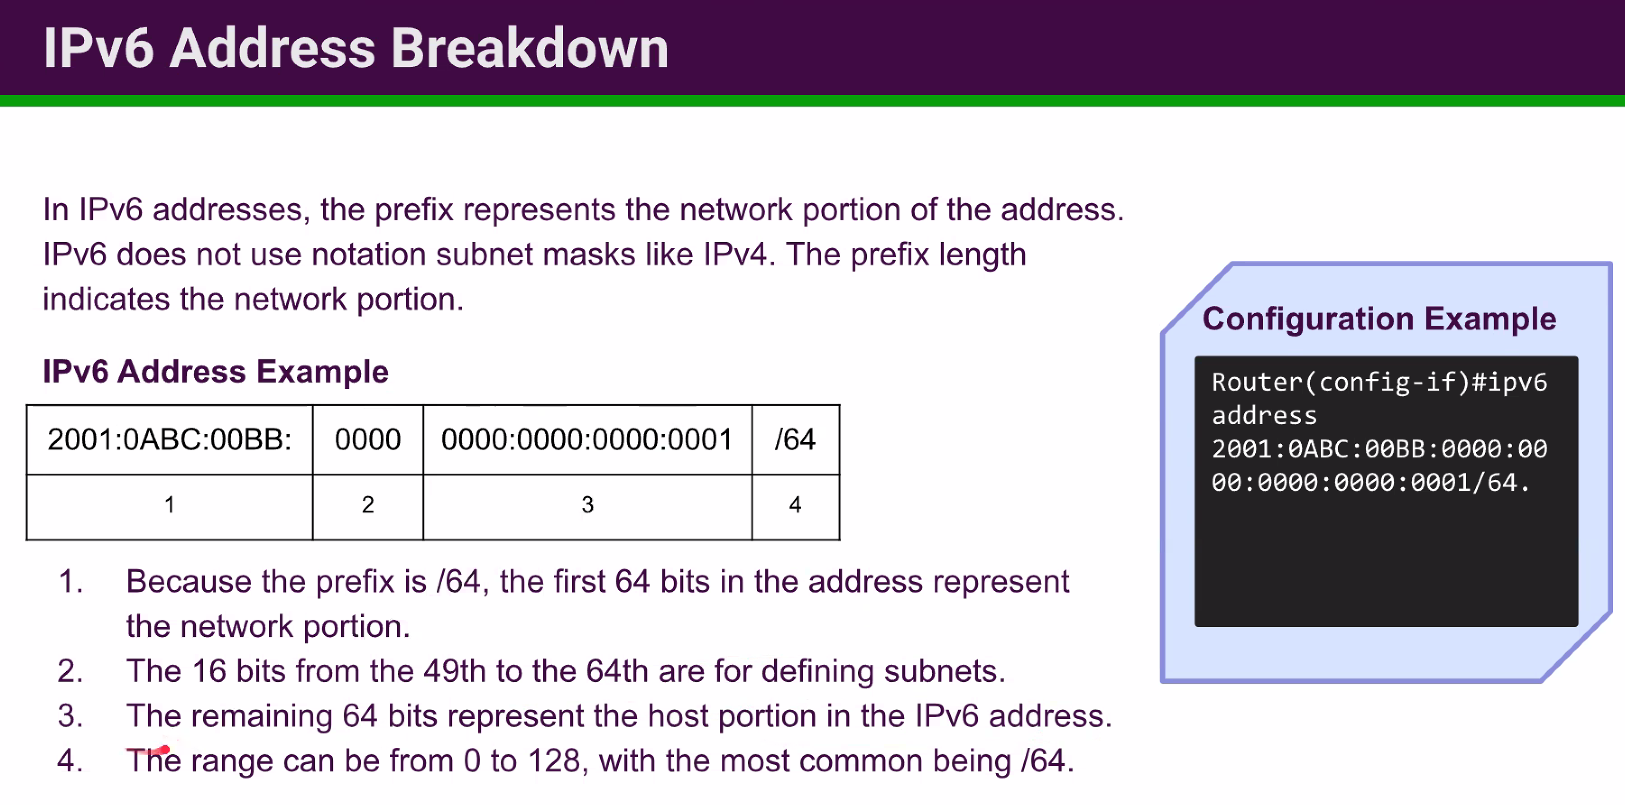 IPv6 Address Breakdown
In IPv6 addresses, the prefix represents the network portion of the address.
IPv6 does not use notation subnet masks like IPv4. The prefix length
indicates the network portion.
IPv6 Address Example
2001:0ABC:00BB: 0000 0000:0000:0000:0001 /64
1 2 3 4
1. Because the prefix is /64, the first 64 bits in the address represent
the network portion.
2. The 16 bits from the 49th to the 64th are for defining subnets.
3. The remaining 64 bits represent the host portion in the IPv6 address.
4. The range can be from 0 to 128, with the most common being /64.
Configuration Example
Router(config-if)#ipv6
address
2001:0ABC:00BB:0000:00
00:0000:0000:0001/64.